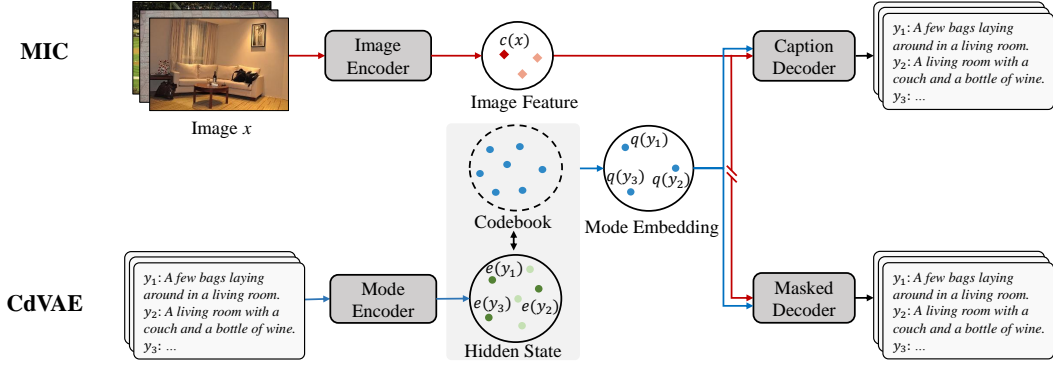 MIC
Image x
Image
Encoder
c(x)
Image Feature
Caption
Decoder
y₁: A few bags laying
around in a living room.
y₂: A living room with a
couch and a bottle of wine.
y₃: ...
Codebook
q(y₁)
q(y₃)
q(y₂)
Mode Embedding
CdVAE
y₁: A few bags laying
around in a living room.
y₂: A living room with a
couch and a bottle of wine.
y₃: ...
Mode
Encoder
e(y₁)
e(y₃)
e(y₂)
Hidden State
Masked
Decoder
y₁: A few bags laying
around in a living room.
y₂: A living room with a
couch and a bottle of wine.
y₃: ...